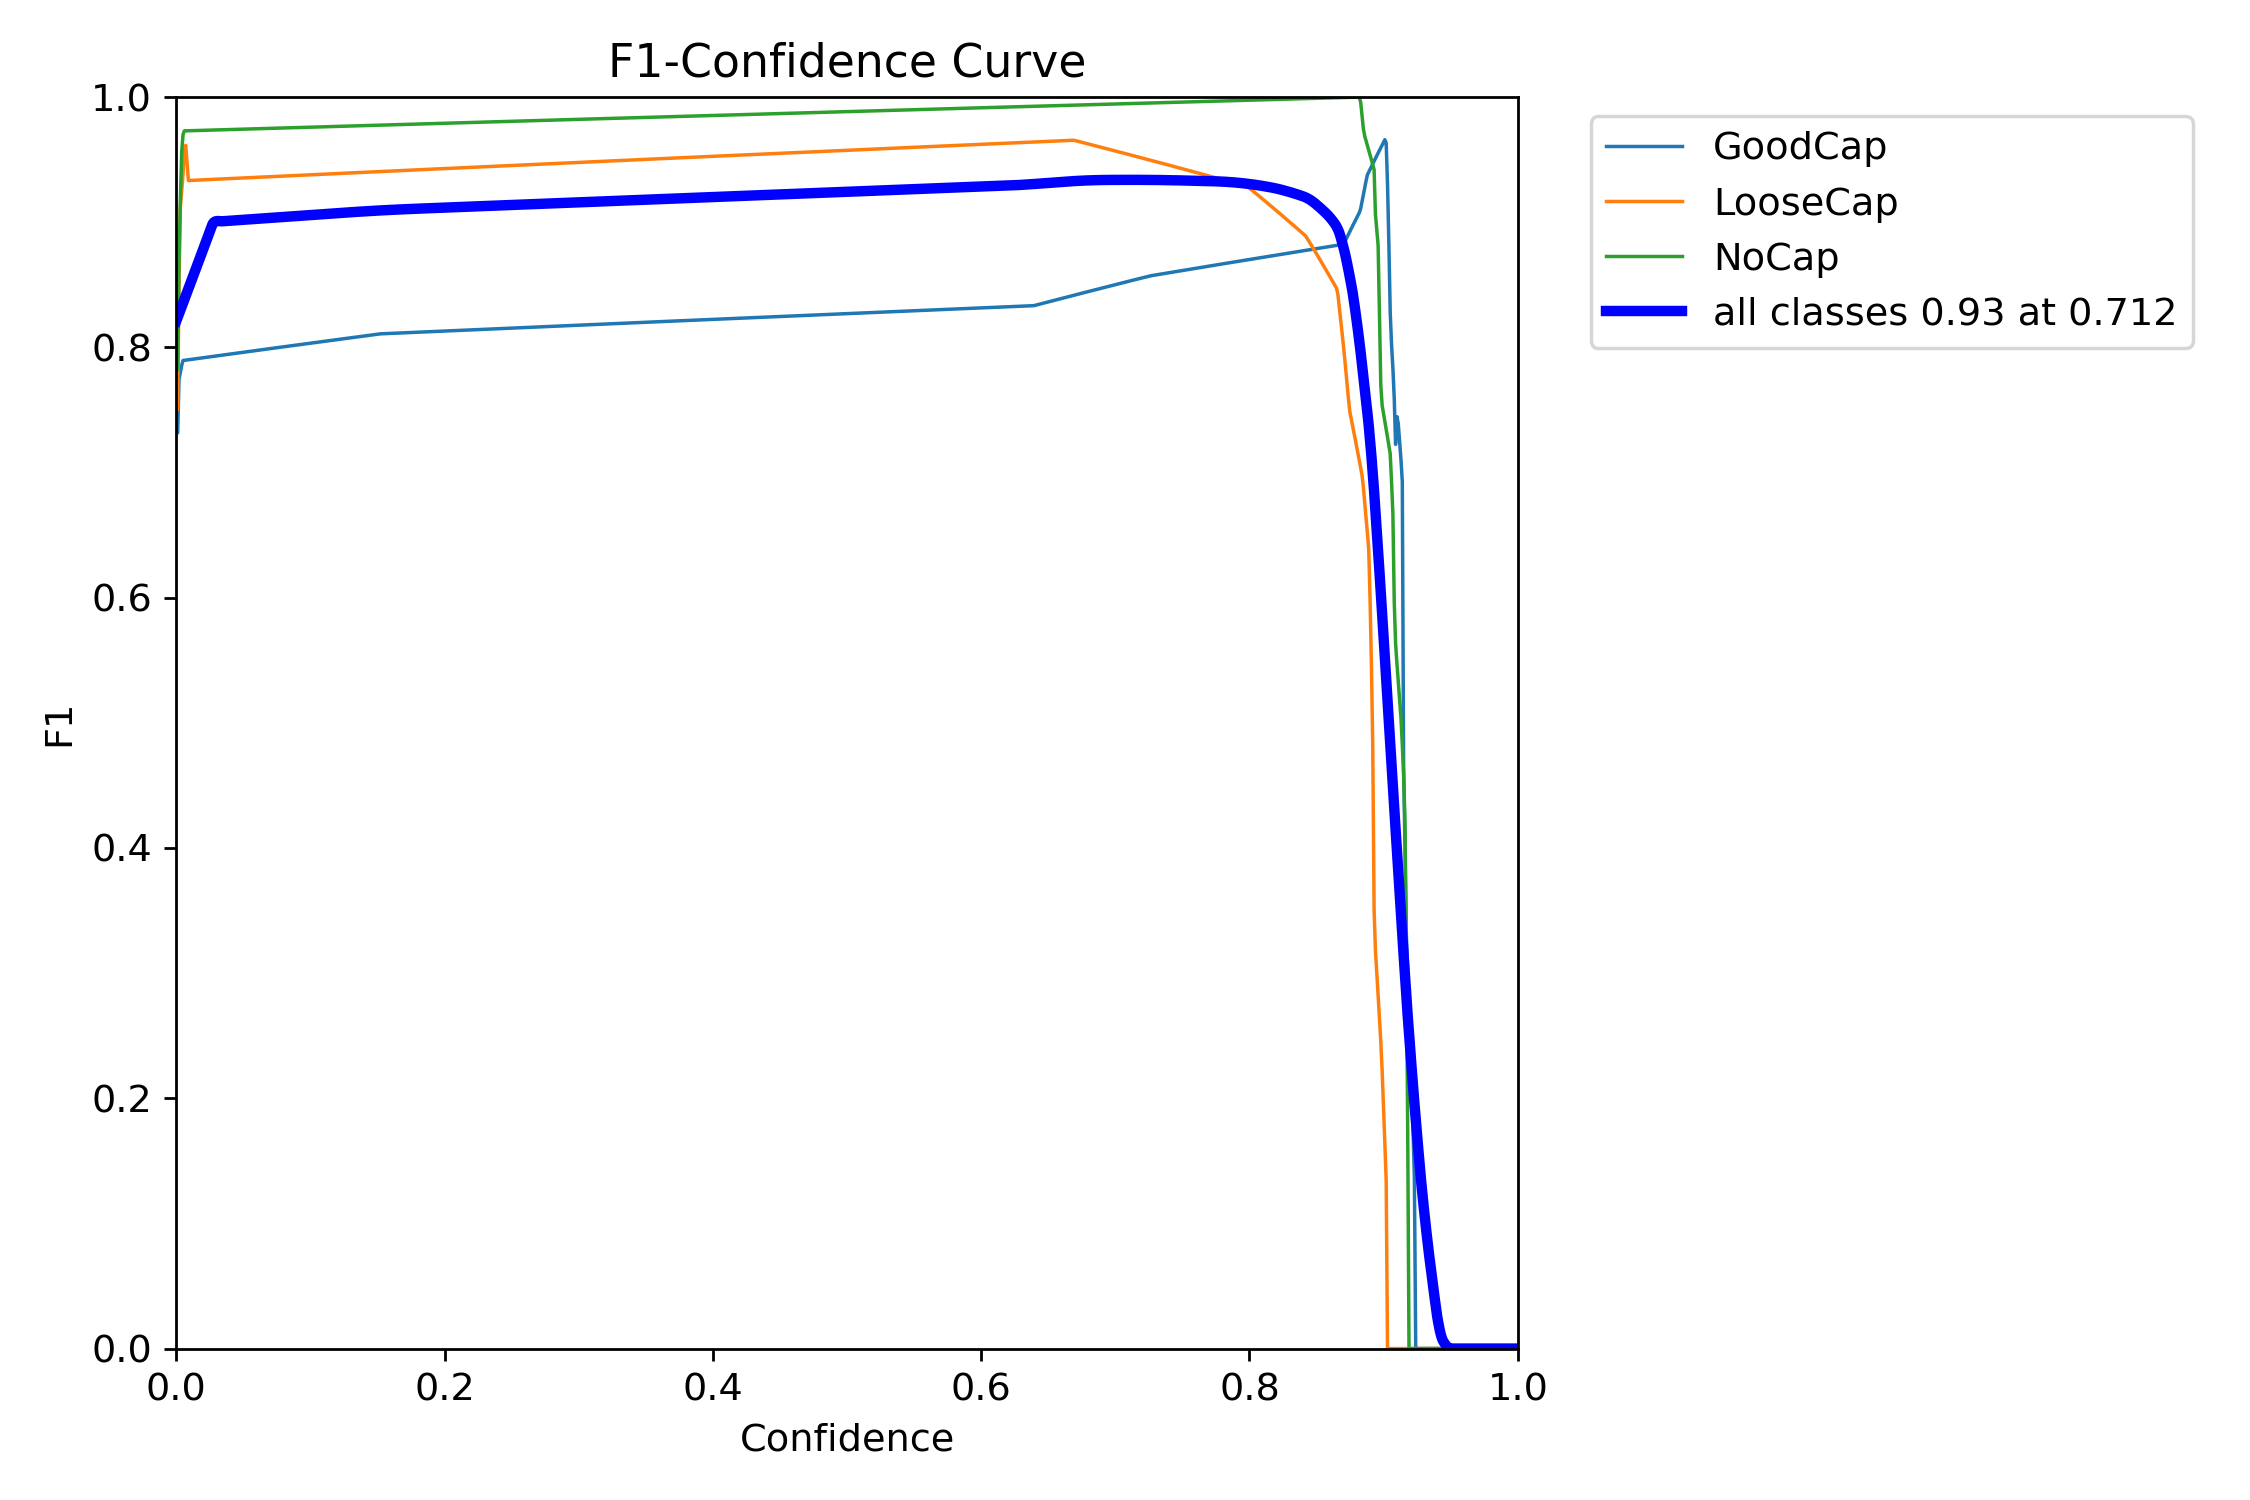 F1-Confidence Curve
1.0
0.8
0.6
0.4
0.2
0.0
F1
0.0 0.2 0.4 0.6 0.8 1.0
Confidence
GoodCap
LooseCap
NoCap
all classes 0.93 at 0.712